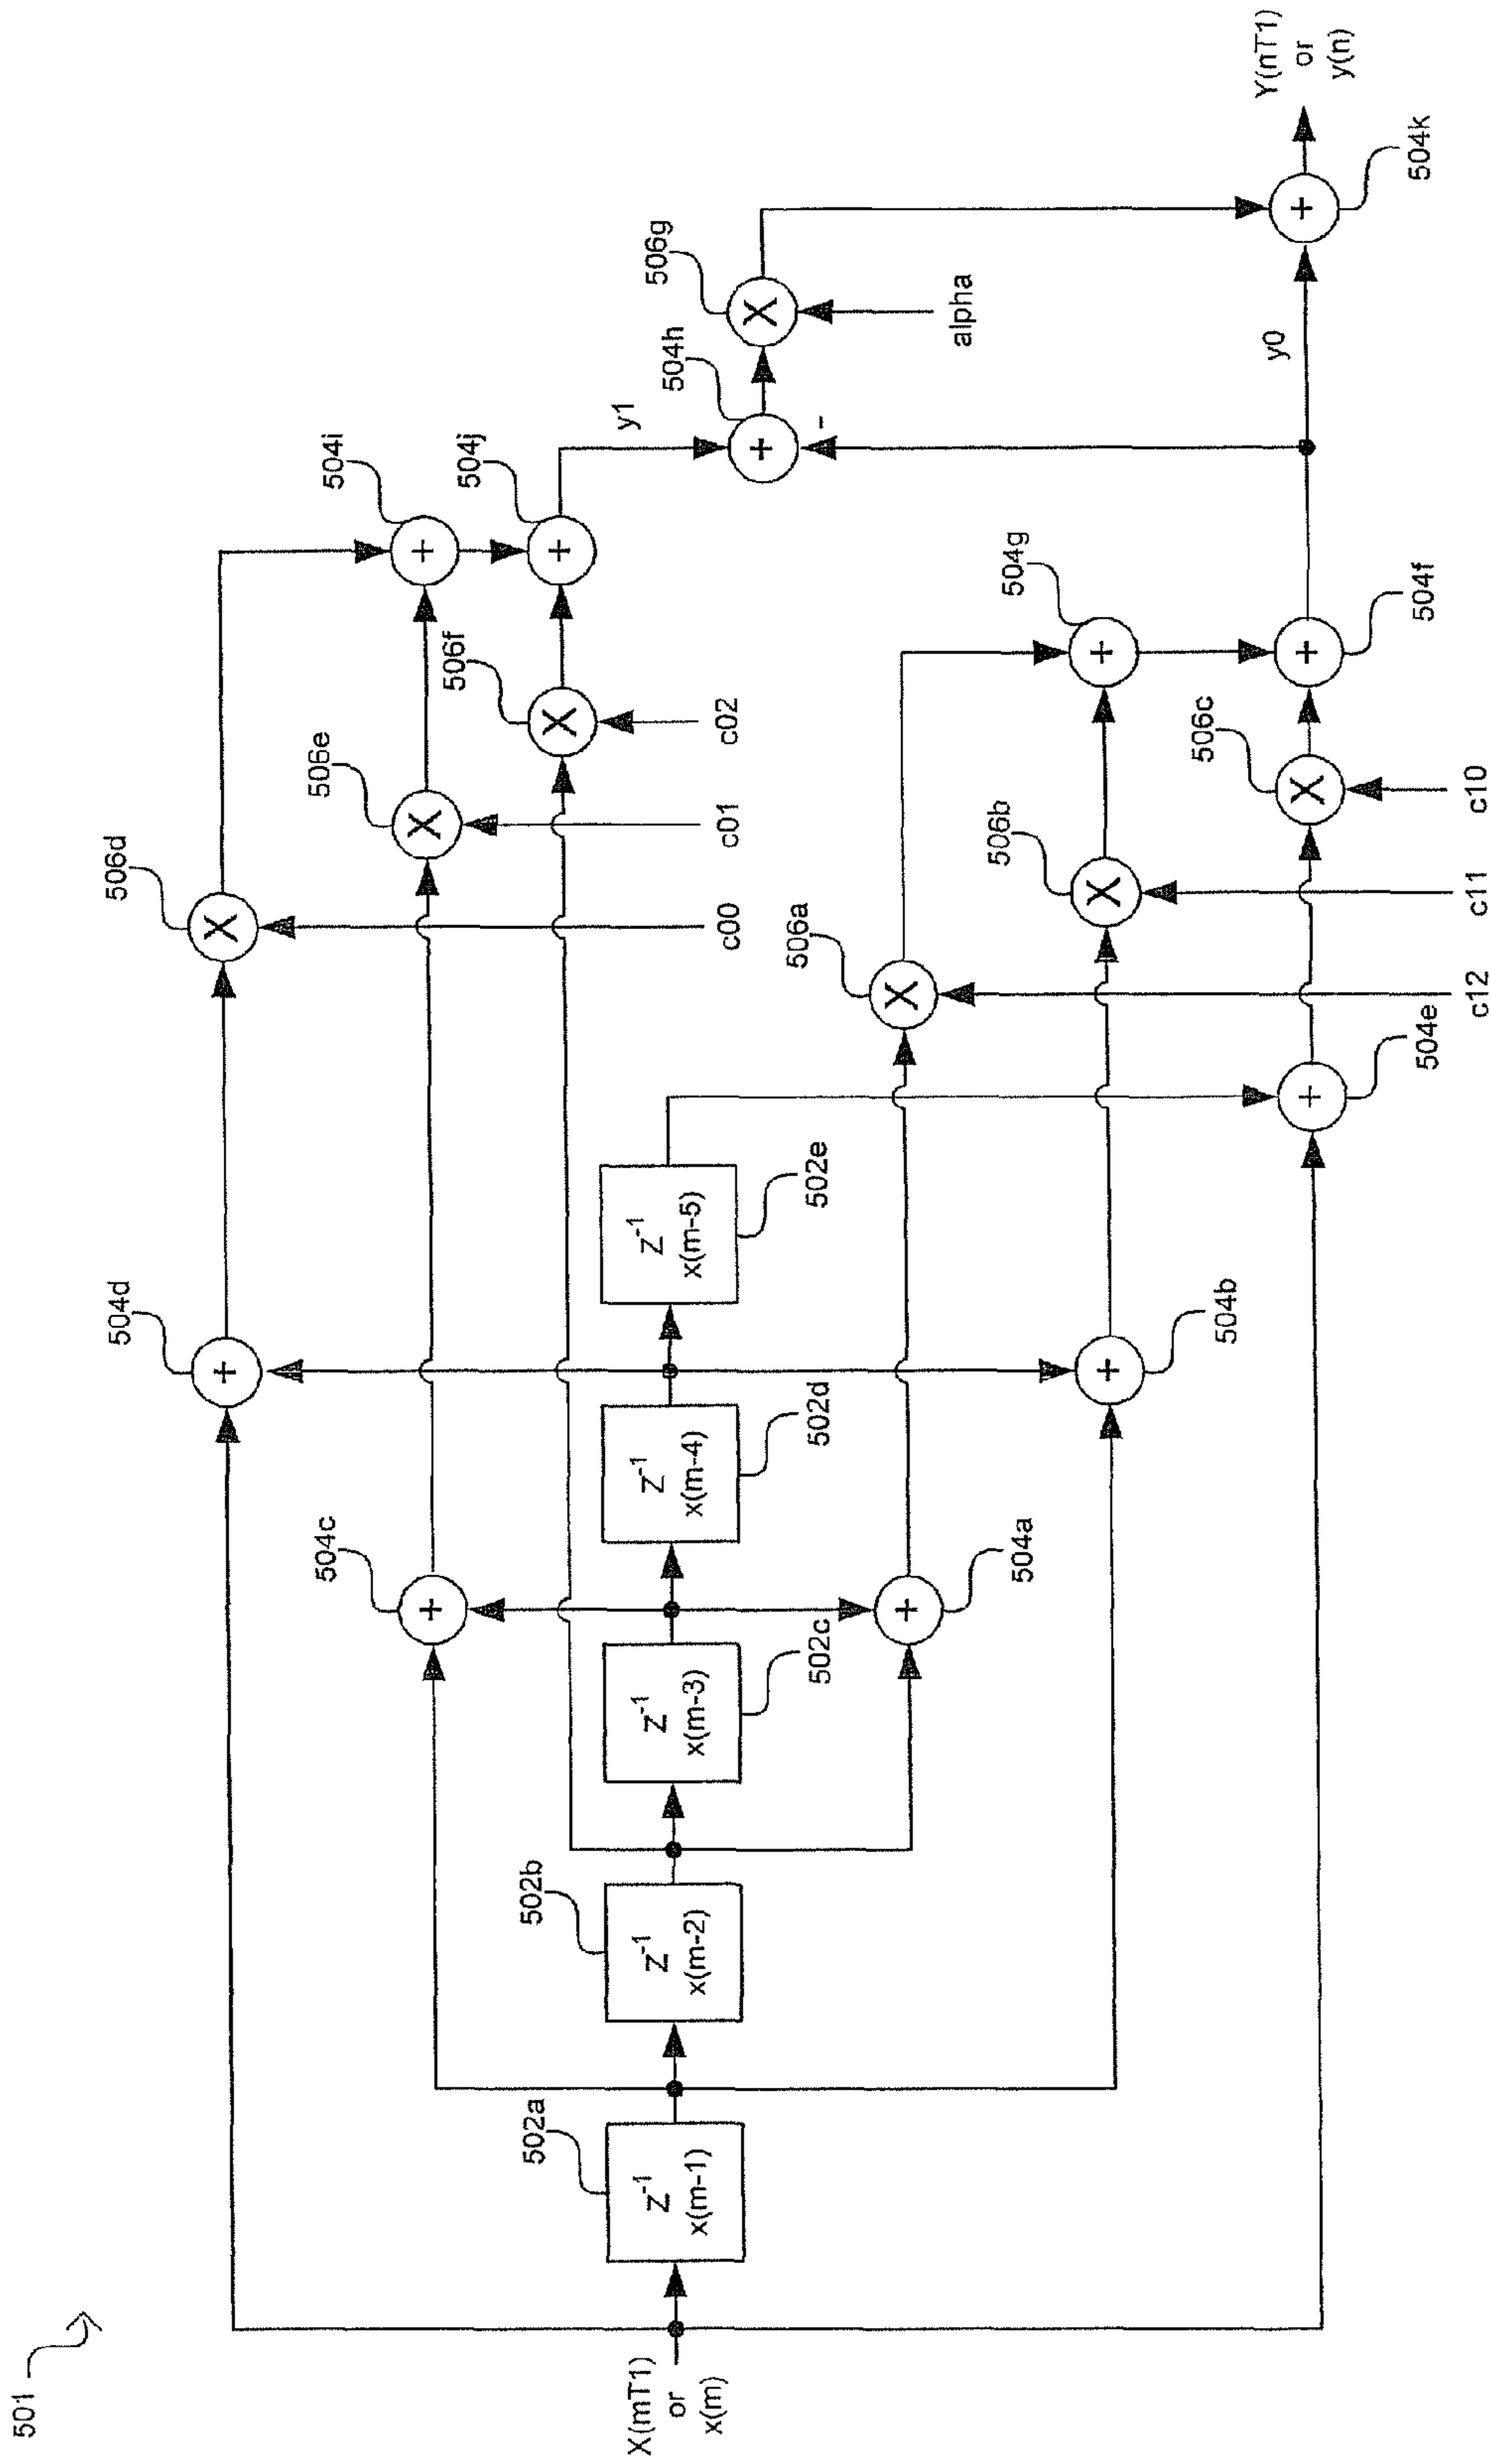 501
X(mT1)
or
x(m)
502a
Z-1
x(m-1)
502b
Z-1
x(m-2)
502c
Z-1
x(m-3)
502d
Z-1
x(m-4)
502e
Z-1
x(m-5)
504c
+
504a
+
504d
+
504b
+
504e
+
506d
X
c00
506e
X
c01
506f
X
c02
506a
X
c12
506b
X
c11
506c
X
c10
504i
+
504j
+
504g
+
504f
+
y1
504h
+
-
506g
X
alpha
y0
504k
+
Y(nT1)
or
y(n)